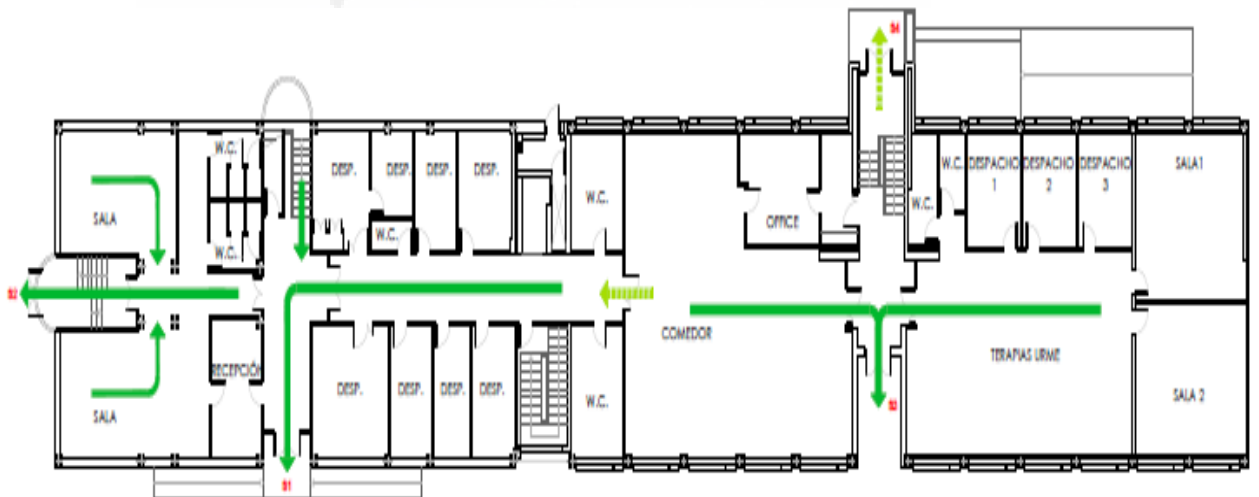 S4
W.C.
DESP.
DESP.
DESP.
DESP.
W.C.
DESPACHO
1
DESPACHO
2
DESPACHO
3
SALA1
SALA
W.C.
W.C.
W.C.
W.C.
OFFICE
S2
COMEDOR
TERAPIAS URME
RECEPCIÓN
DESP.
DESP.
DESP.
DESP.
W.C.
S3
SALA 2
SALA
S1